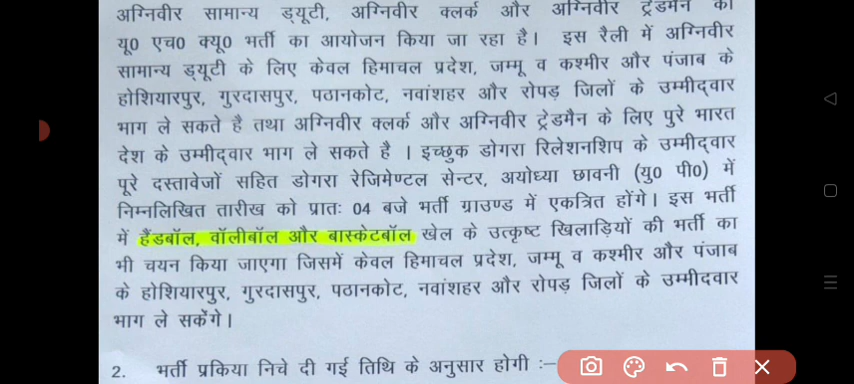 अग्निवीर सामान्य ड्यूटी, अग्निवीर क्लर्क और अग्निवीर ट्रेडमैन की
यू0 एच0 क्यू0 भर्ती का आयोजन किया जा रहा है। इस रैली में अग्निवीर
सामान्य ड्यूटी के लिए केवल हिमाचल प्रदेश, जम्मू व कश्मीर और पंजाब के
होशियारपुर, गुरदासपुर, पठानकोट, नवांशहर और रोपड़ जिलों के उम्मीद्वार
भाग ले सकते है तथा अग्निवीर क्लर्क और अग्निवीर ट्रेडमैन के लिए पुरे भारत
देश के उम्मीद्वार भाग ले सकते है । इच्छुक डोगरा रिलेशनशिप के उम्मीद्वार
पूरे दस्तावेजों सहित डोगरा रेजिमेण्टल सेन्टर, अयोध्या छावनी (यु0 पी0) में
निम्नलिखित तारीख को प्रातः 04 बजे भर्ती ग्राउण्ड में एकत्रित होंगे। इस भर्ती
में हैंडबॉल, वॉलीबॉल और बास्केटबॉल खेल के उत्कृष्ट खिलाड़ियों की भर्ती का
भी चयन किया जाएगा जिसमें केवल हिमाचल प्रदेश, जम्मू व कश्मीर और पंजाब
के होशियारपुर, गुरदासपुर, पठानकोट, नवांशहर और रोपड़ जिलों के उम्मीदवार
भाग ले सकेंगे।
2. भर्ती प्रकिया निचे दी गई तिथि के अनुसार होगी :–